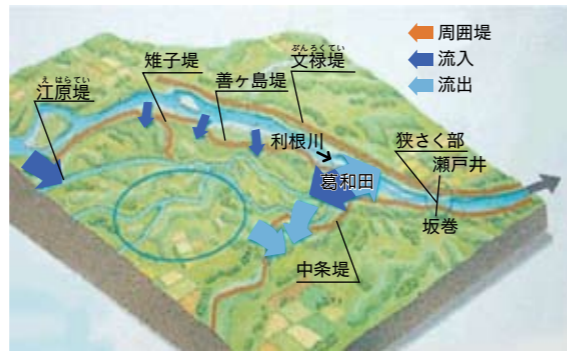 周囲堤
流入
流出
えはらてい
江原堤
雉子堤
善ヶ島堤
ぶんろくてい
文禄堤
利根川
葛和田
狭さく部
瀬戸井
坂巻
中条堤